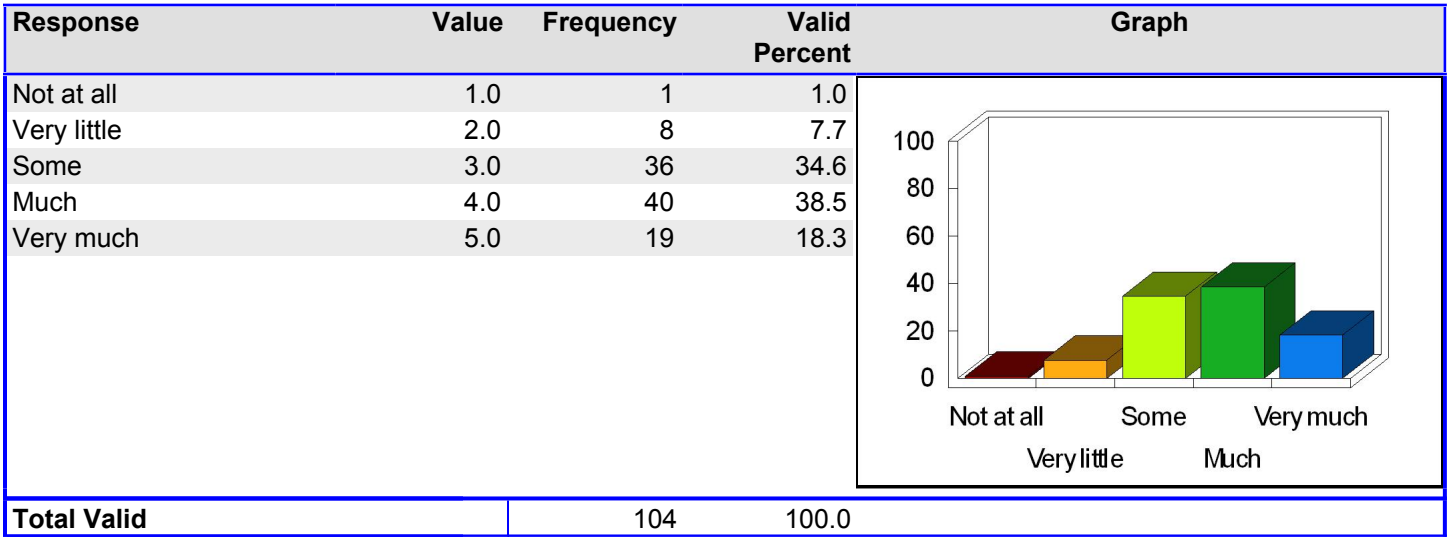 Response Value Frequency Valid Percent Graph
Not at all 1.0 1 1.0
Very little 2.0 8 7.7
Some 3.0 36 34.6
Much 4.0 40 38.5
Very much 5.0 19 18.3
100
80
60
40
20
0
Not at all Some Very much
Very little Much
Total Valid 104 100.0